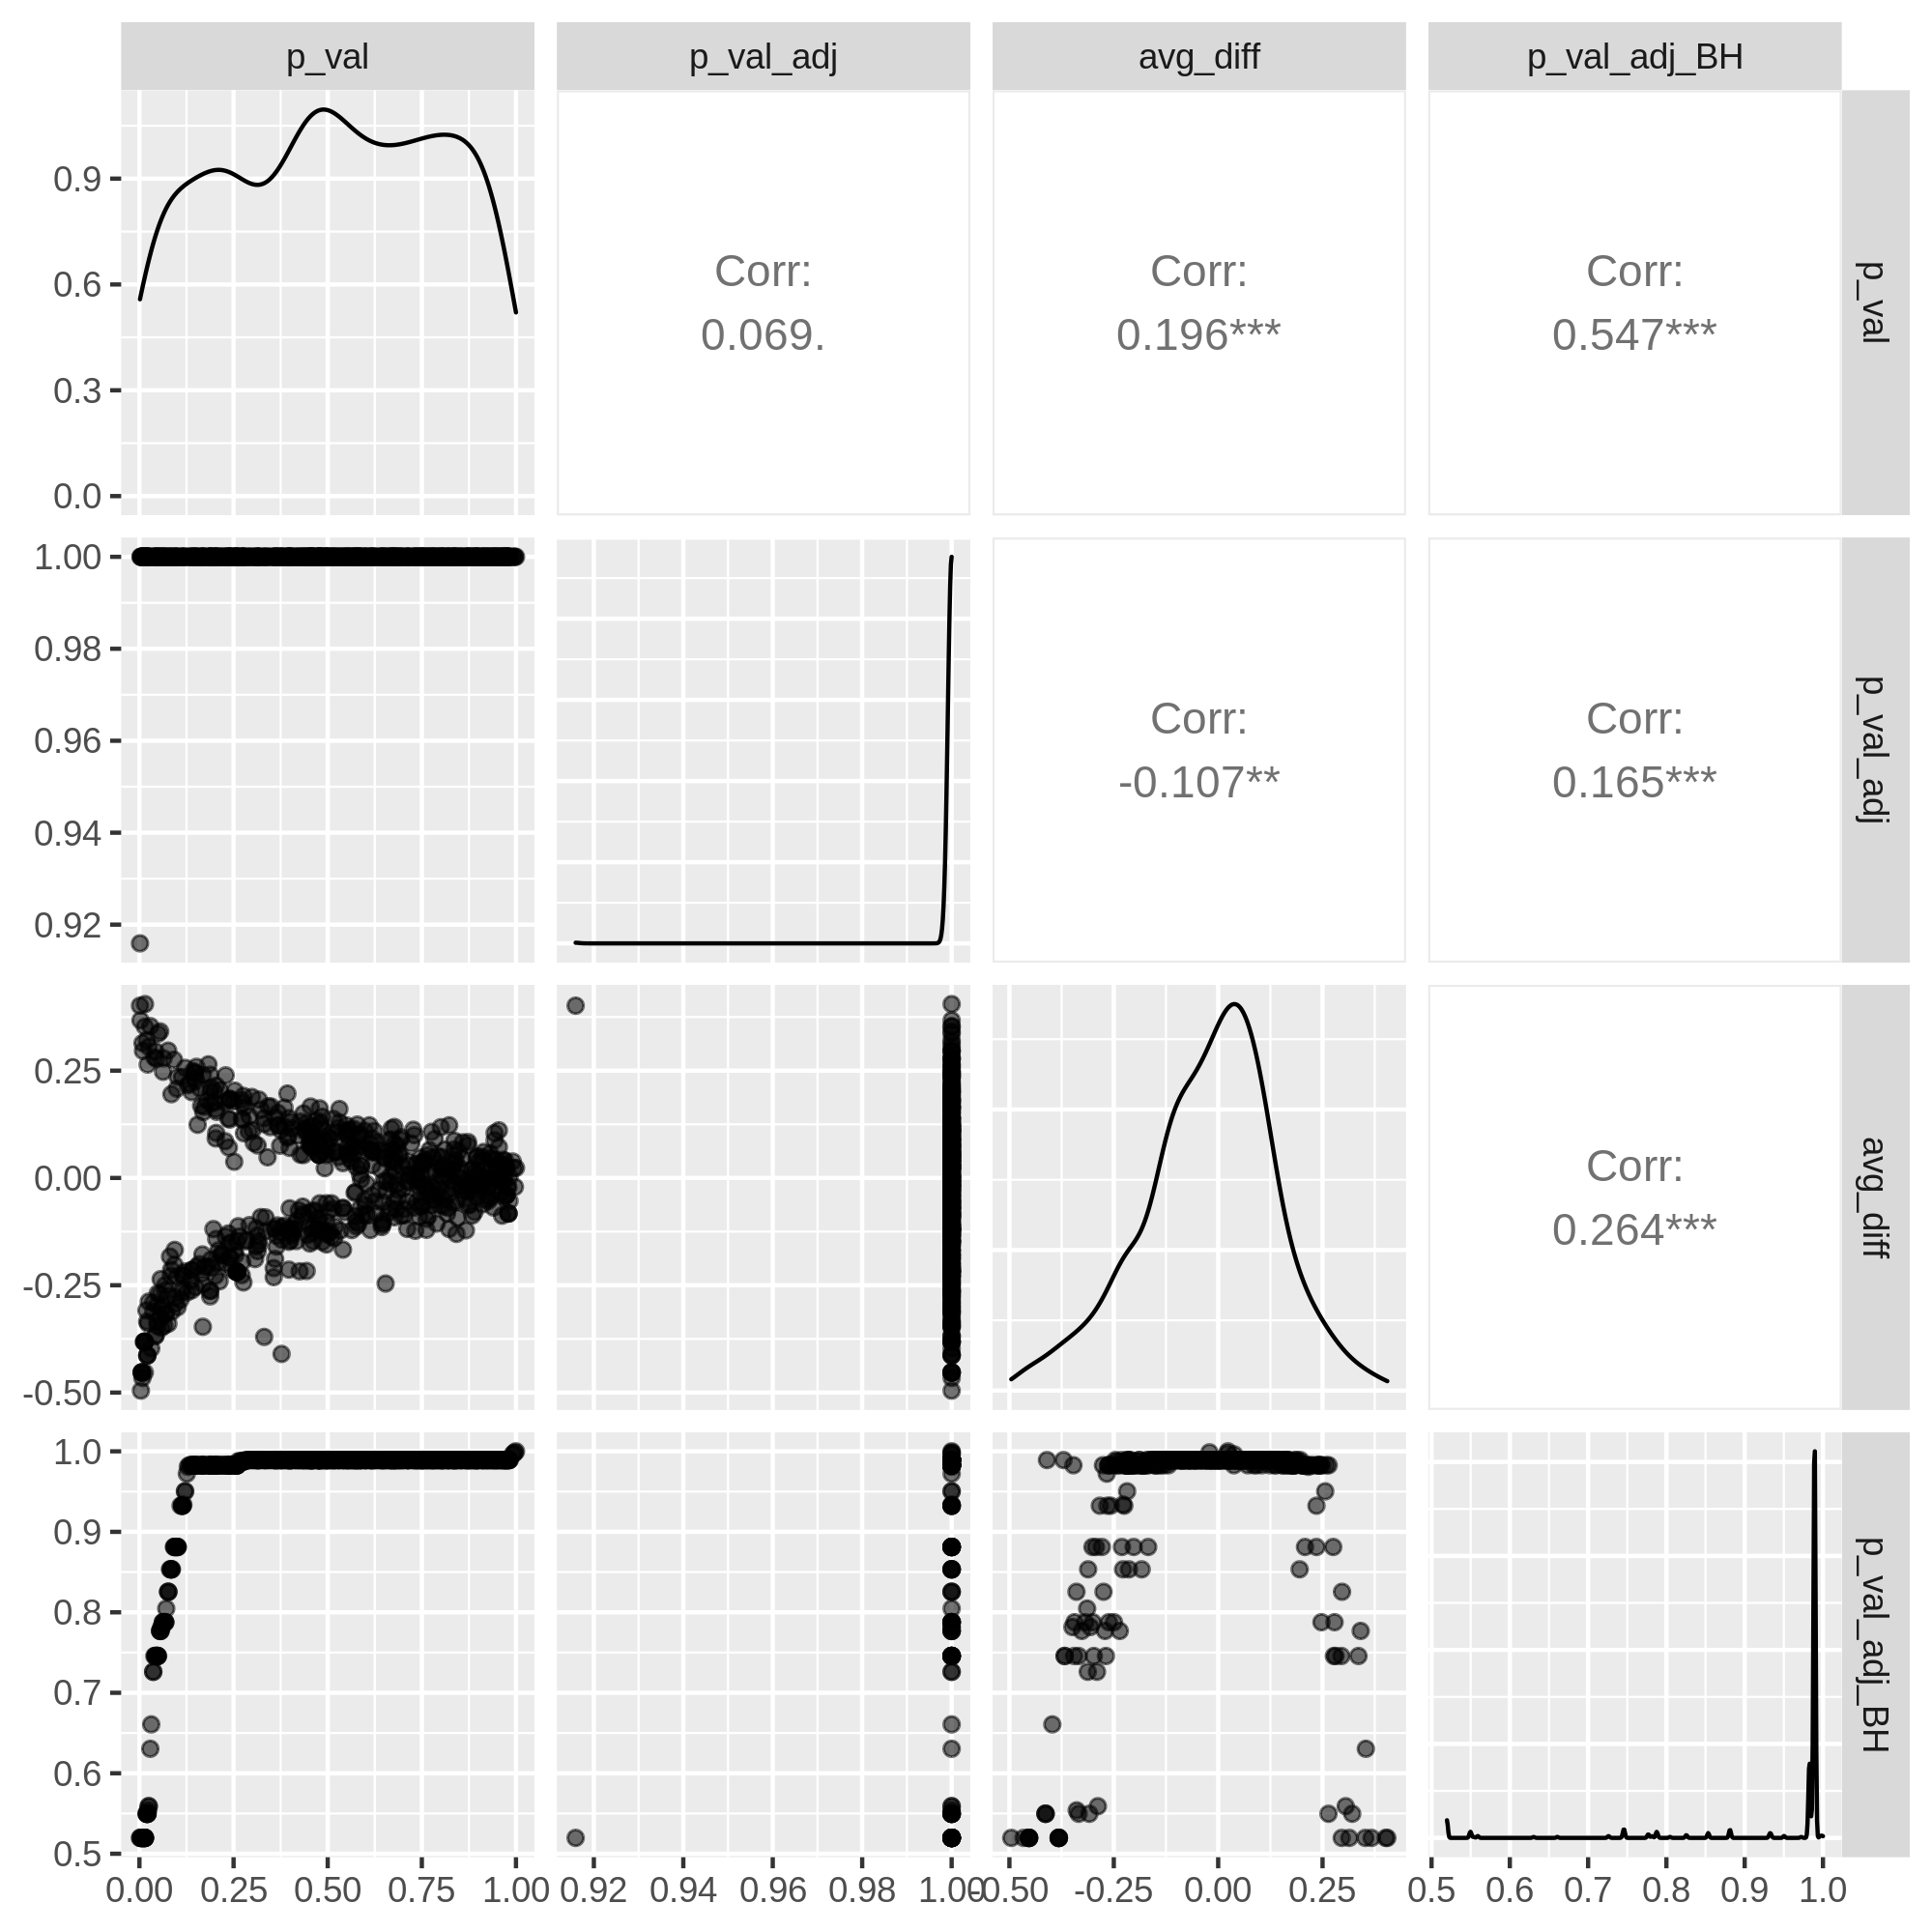 p_val
p_val_adj
avg_diff
p_val_adj_BH
0.9
0.6
0.3
0.0
Corr:
0.069.
Corr:
0.196***
Corr:
0.547***
p_val
1.00
0.98
0.96
0.94
0.92
Corr:
-0.107**
Corr:
0.165***
p_val_adj
0.25
0.00
-0.25
-0.50
Corr:
0.264***
avg_diff
1.0
0.9
0.8
0.7
0.6
0.5
p_val_adj_BH
0.00 0.25 0.50 0.75 1.00
0.92 0.94 0.96 0.98 1.00
-0.50 -0.25 0.00 0.25
0.5 0.6 0.7 0.8 0.9 1.0